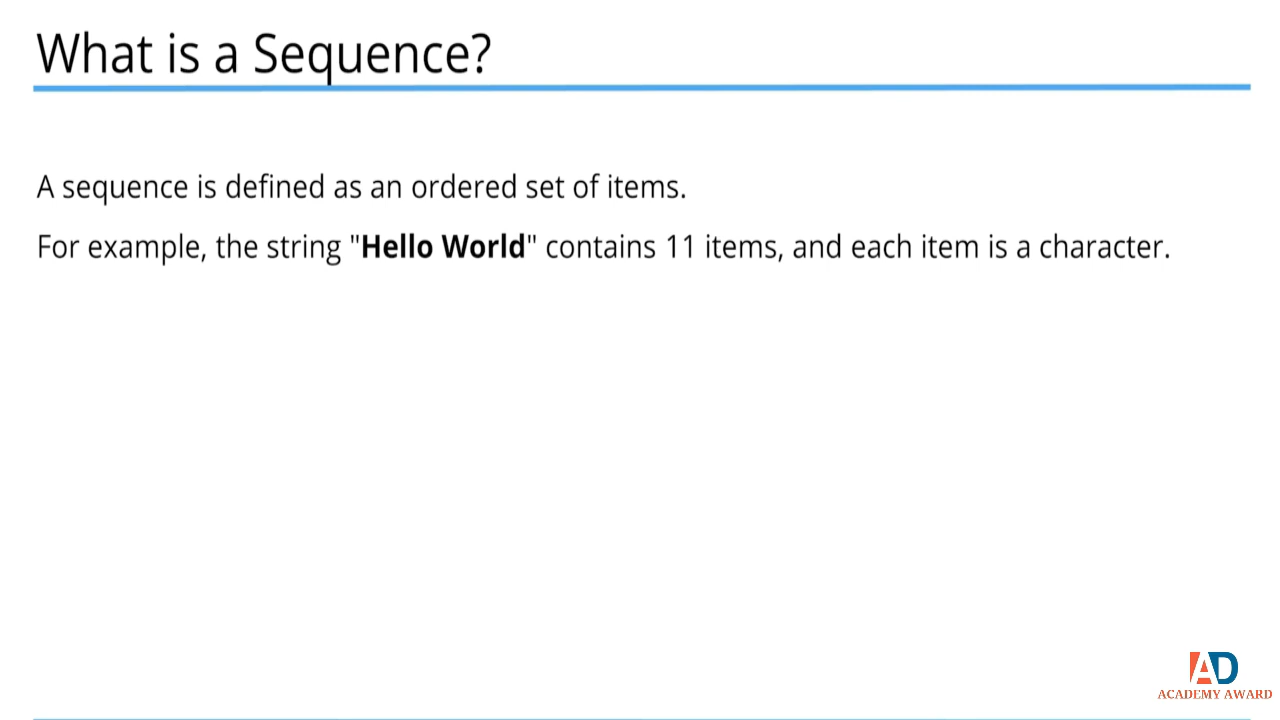 What is a Sequence?
A sequence is defined as an ordered set of items.
For example, the string "Hello World" contains 11 items, and each item is a character.
AD
ACADEMY AWARD